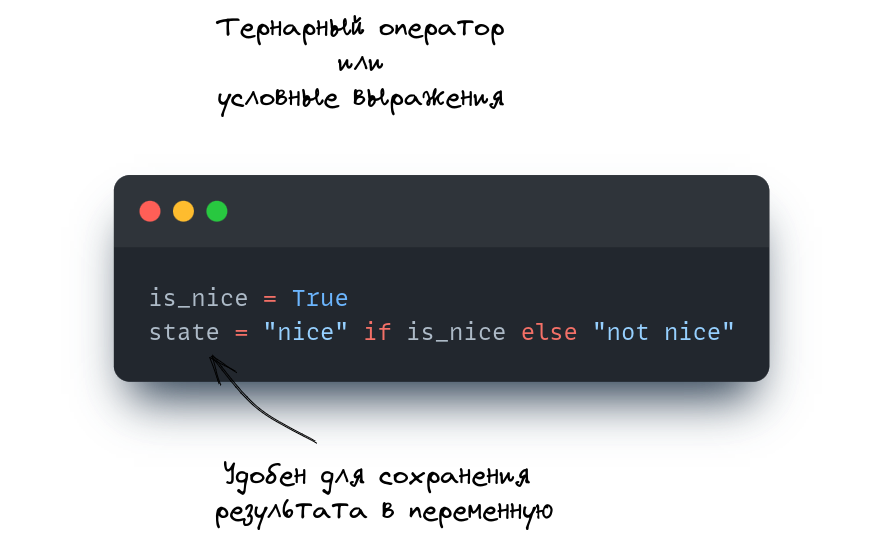 Тернарный оператор
или
условные выражения
is_nice = True
state = "nice" if is_nice else "not nice"
Удобен для сохранения
результата в переменную